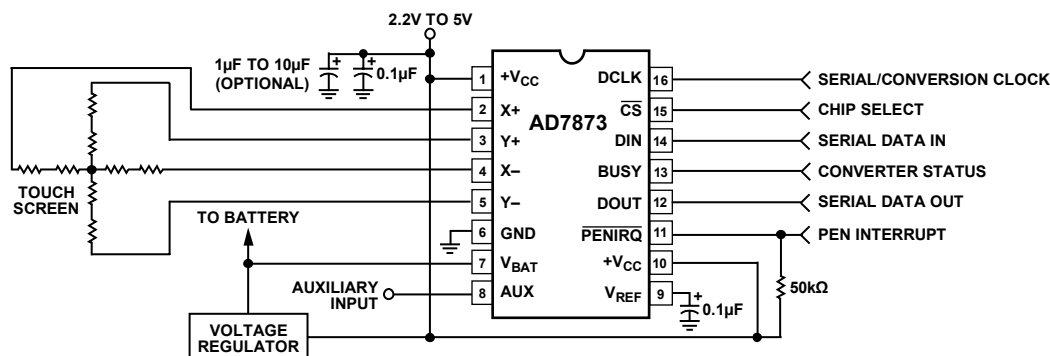 2.2V TO 5V
1µF TO 10µF
(OPTIONAL)
+
+
0.1µF
TOUCH
SCREEN
TO BATTERY
AUXILIARY
INPUT
VOLTAGE
REGULATOR
AD7873
1 +VCC
2 X+
3 Y+
4 X–
5 Y–
6 GND
7 VBAT
8 AUX
DCLK 16 SERIAL/CONVERSION CLOCK
CS 15 CHIP SELECT
DIN 14 SERIAL DATA IN
BUSY 13 CONVERTER STATUS
DOUT 12 SERIAL DATA OUT
PENIRQ 11 PEN INTERRUPT
+VCC 10
VREF 9
+
0.1µF
50kΩ